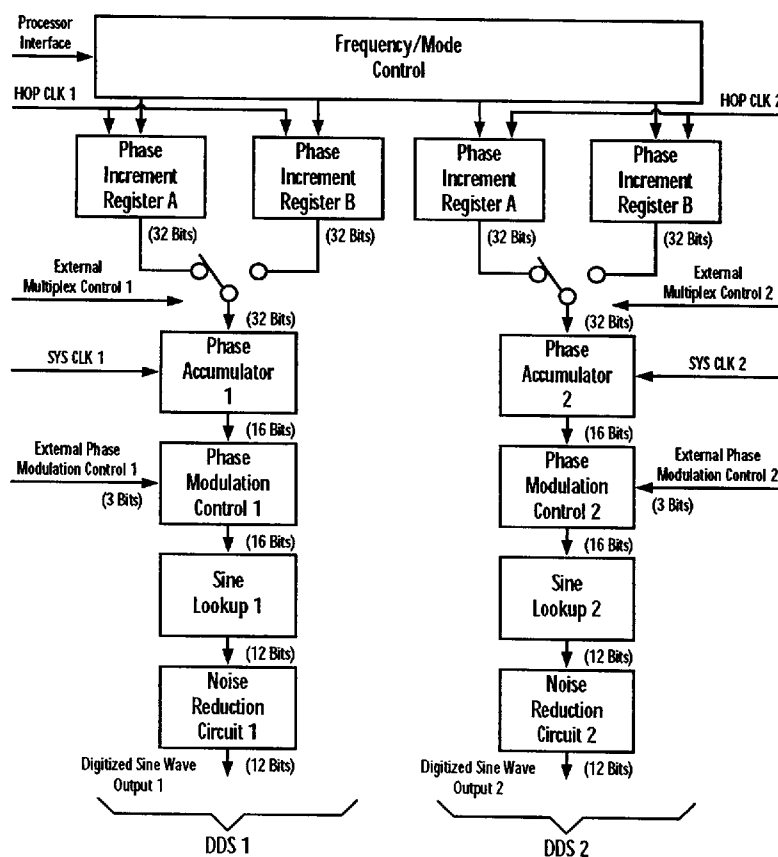 Processor
Interface
Frequency/Mode
Control
HOP CLK 1
HOP CLK 2
Phase
Increment
Register A
Phase
Increment
Register B
Phase
Increment
Register A
Phase
Increment
Register B
(32 Bits)
(32 Bits)
(32 Bits)
(32 Bits)
External
Multiplex Control 1
External
Multiplex Control 2
(32 Bits)
(32 Bits)
SYS CLK 1
Phase
Accumulator
1
Phase
Accumulator
2
SYS CLK 2
(16 Bits)
(16 Bits)
External Phase
Modulation Control 1
(3 Bits)
Phase
Modulation
Control 1
Phase
Modulation
Control 2
External Phase
Modulation Control 2
(3 Bits)
(16 Bits)
(16 Bits)
Sine
Lookup 1
Sine
Lookup 2
(12 Bits)
(12 Bits)
Noise
Reduction
Circuit 1
Noise
Reduction
Circuit 2
Digitized Sine Wave
Output 1
(12 Bits)
Digitized Sine Wave
Output 2
(12 Bits)
DDS 1
DDS 2